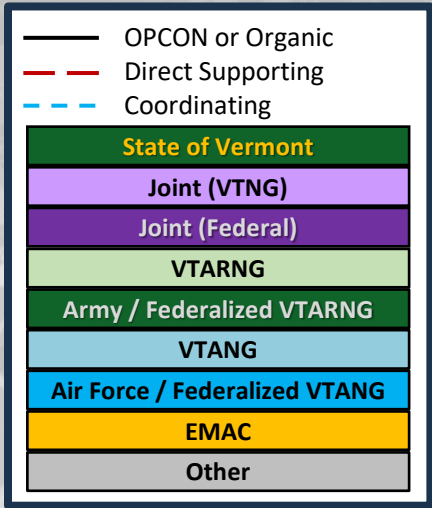 OPCON or Organic
Direct Supporting
Coordinating
State of Vermont
Joint (VTNG)
Joint (Federal)
VTARNG
Army / Federalized VTARNG
VTANG
Air Force / Federalized VTANG
EMAC
Other